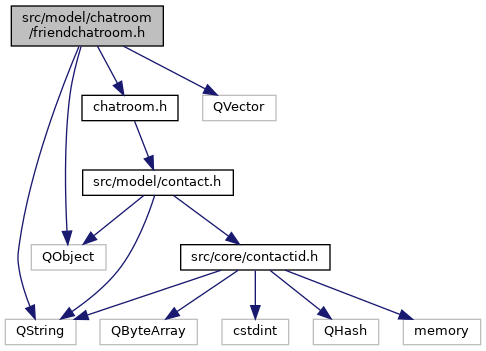 src/model/chatroom
/friendchatroom.h
chatroom.h
QVector
src/model/contact.h
QObject
src/core/contactid.h
QString
QByteArray
cstdint
QHash
memory